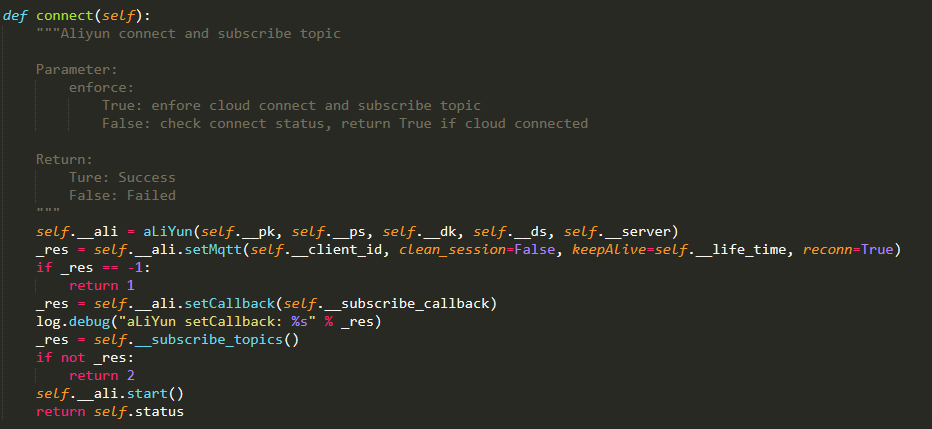 def connect(self):
    """Aliyun connect and subscribe topic

    Parameter:
        enforce:
            True: enfore cloud connect and subscribe topic
            False: check connect status, return True if cloud connected

    Return:
        Ture: Success
        False: Failed
    """
    self.__ali = aLiYun(self.__pk, self.__ps, self.__dk, self.__ds, self.__server)
    _res = self.__ali.setMqtt(self.__client_id, clean_session=False, keepAlive=self.__life_time, reconn=True)
    if _res == -1:
        return 1
    _res = self.__ali.setCallback(self.__subscribe_callback)
    log.debug("aLiYun setCallback: %s" % _res)
    _res = self.__subscribe_topics()
    if not _res:
        return 2
    self.__ali.start()
    return self.status